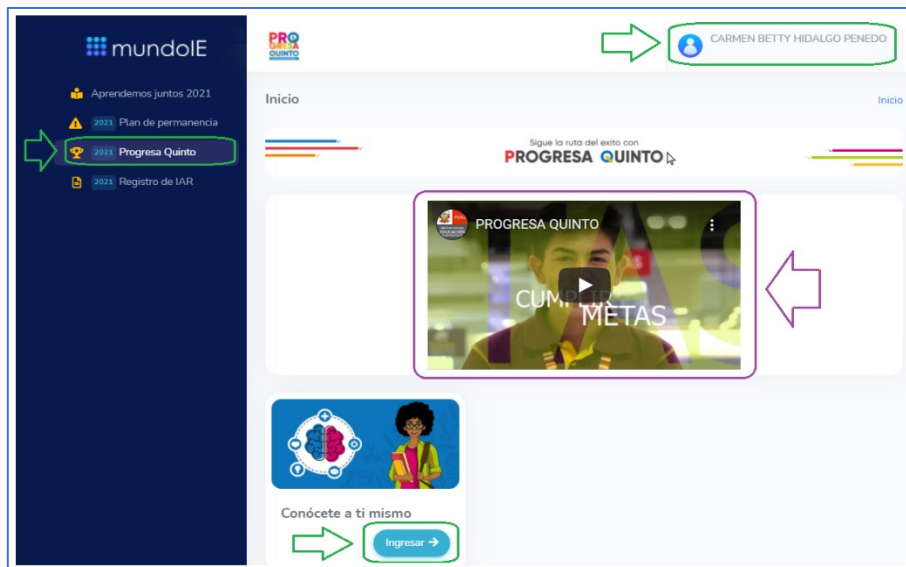 mundoIE
Aprendemos juntos 2021
2021 Plan de permanencia
2021 Progresa Quinto
2021 Registro de IAR
PRO
GRESA
QUINTO
CARMEN BETTY HIDALGO PENEDO
Inicio
Inicio
Sigue la ruta del exito con
PROGRESA QUINTO
PROGRESA QUINTO
CUMPLIR
METAS
Conócete a ti mismo
Ingresar